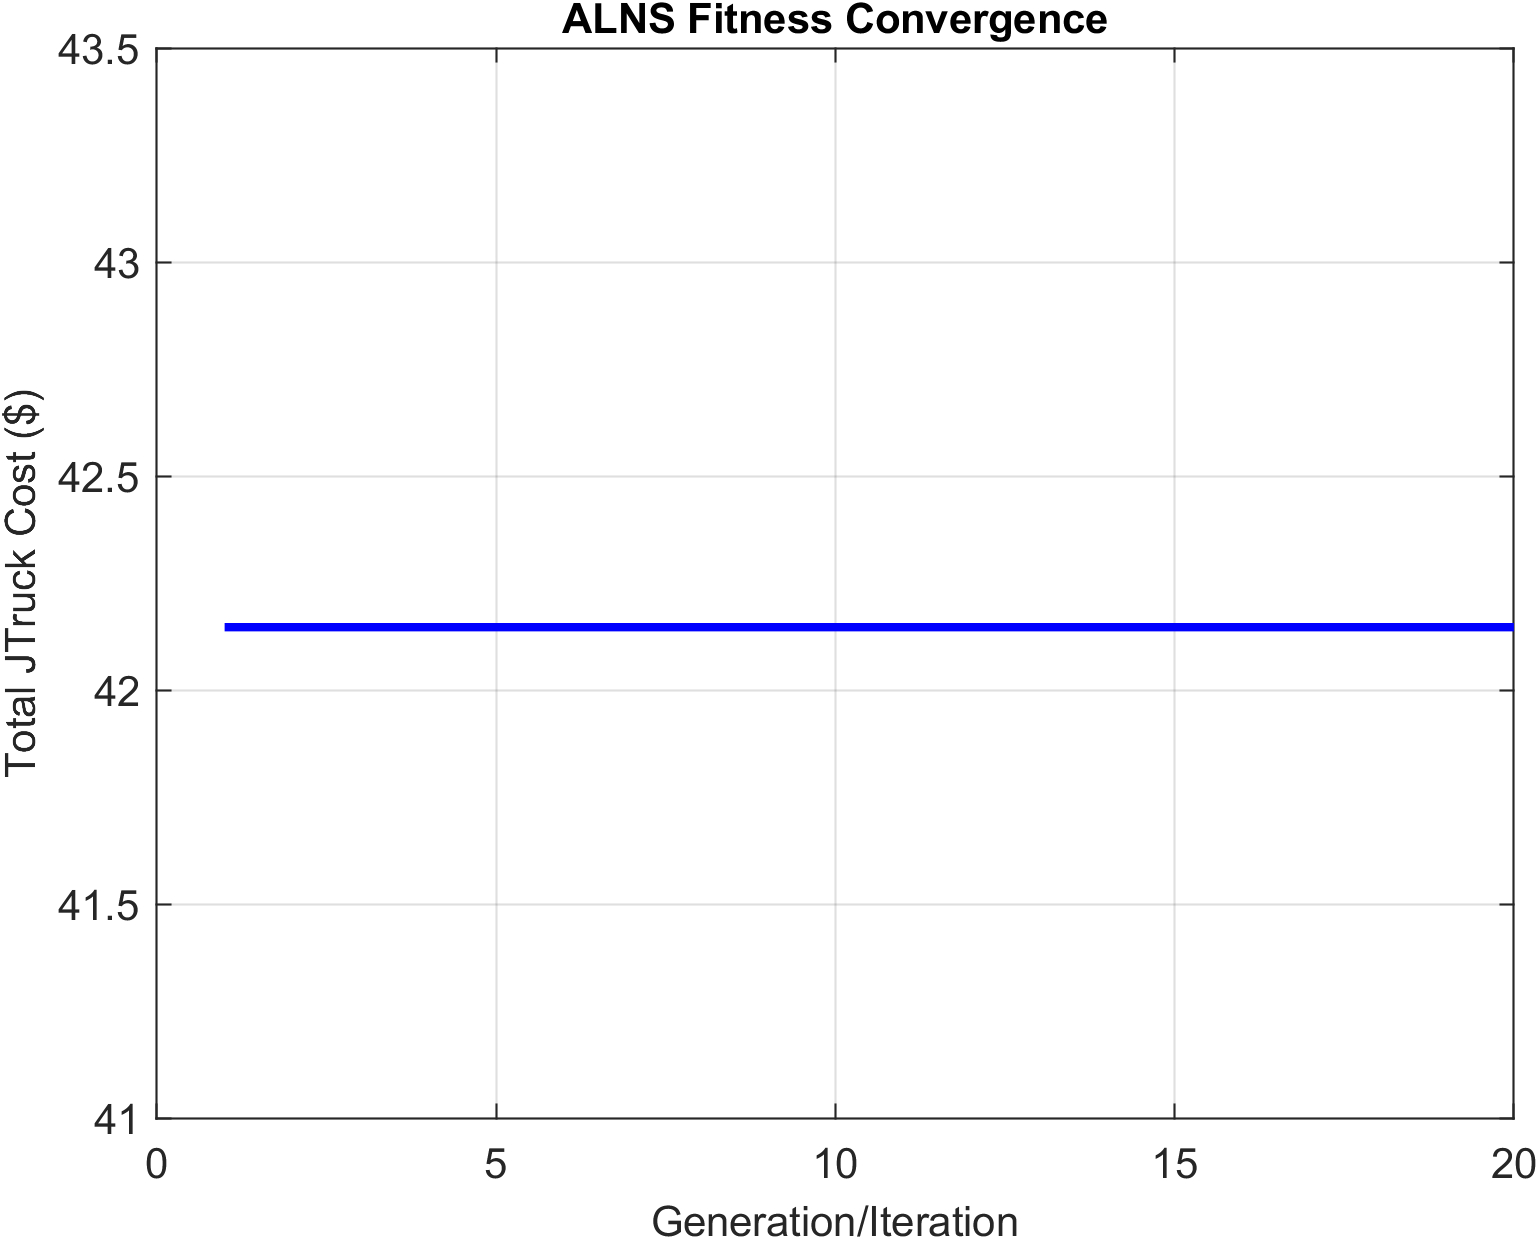 ALNS Fitness Convergence
43.5
43
42.5
42
41.5
41
Total JTruck Cost ($)
0 5 10 15 20
Generation/Iteration